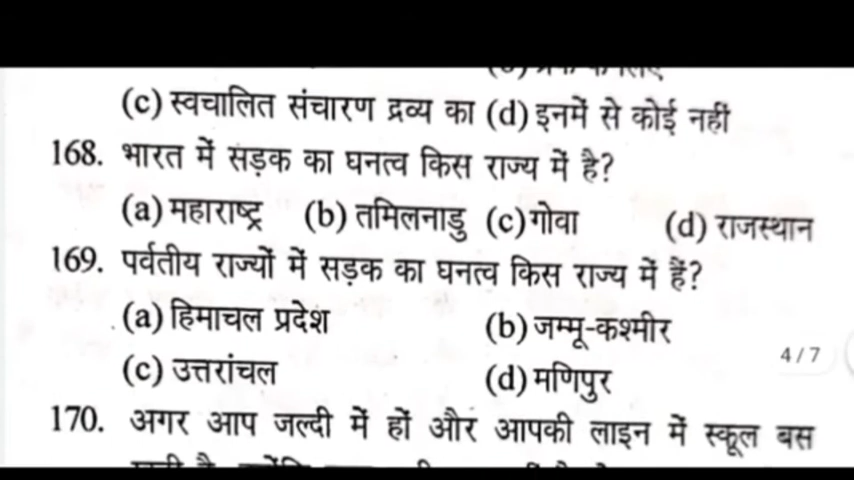 (c) स्वचालित संचारण द्रव्य का (d) इनमें से कोई नहीं
168. भारत में सड़क का घनत्व किस राज्य में है?
(a) महाराष्ट्र (b) तमिलनाडु (c) गोवा (d) राजस्थान
169. पर्वतीय राज्यों में सड़क का घनत्व किस राज्य में हैं?
(a) हिमाचल प्रदेश (b) जम्मू-कश्मीर
4/7
(c) उत्तरांचल (d) मणिपुर
170. अगर आप जल्दी में हों और आपकी लाइन में स्कूल बस